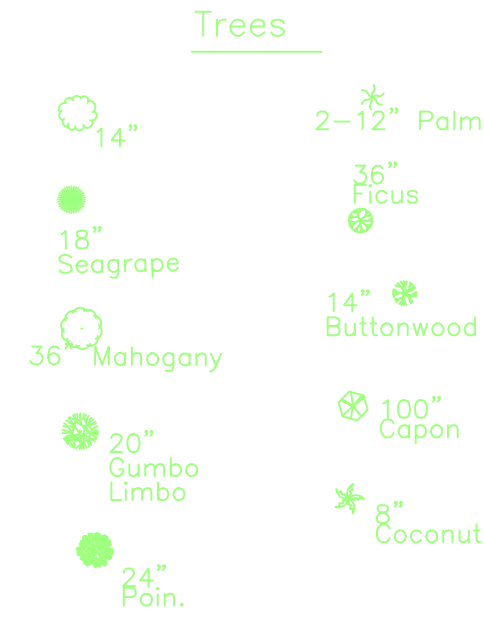 Trees
14"
18"
Seagrape
36" Mahogany
20"
Gumbo
Limbo
24"
Poin.
2-12" Palm
36"
Ficus
14"
Buttonwood
100"
Capon
8"
Coconut